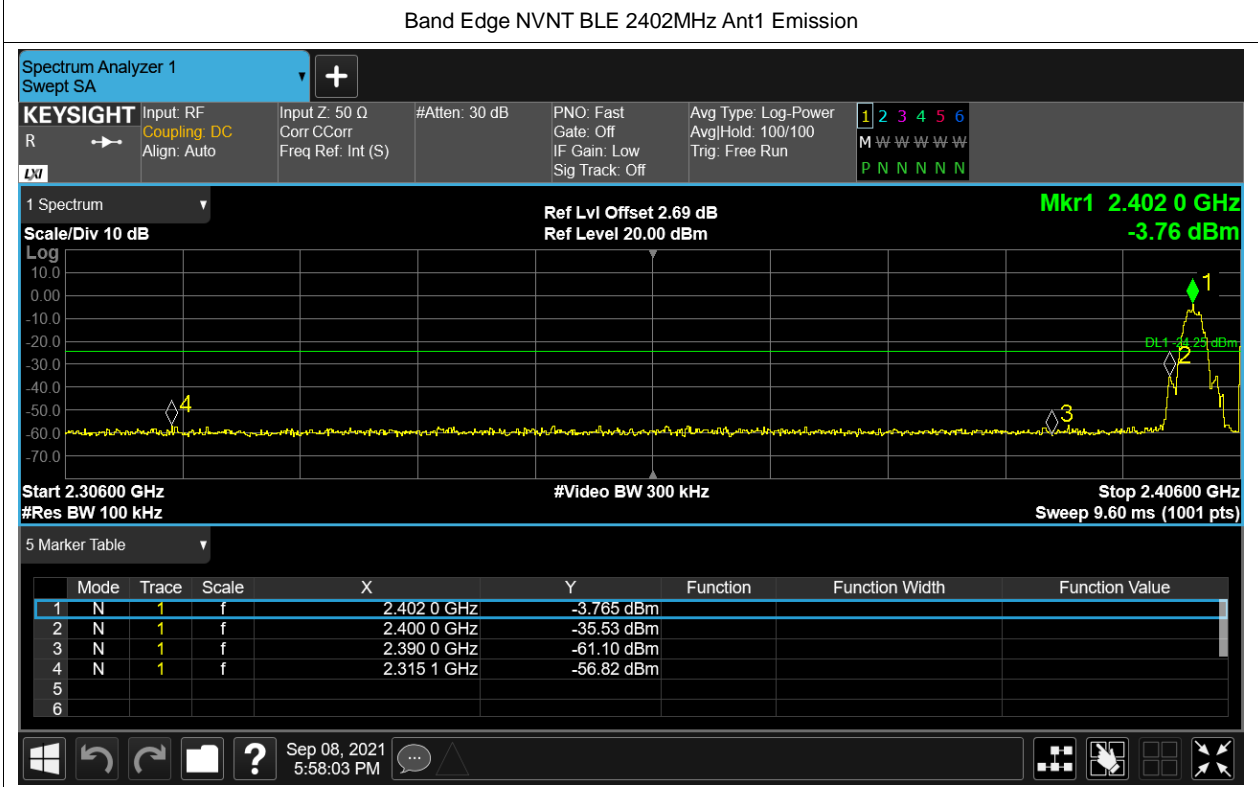 Band Edge NVNT BLE 2402MHz Ant1 Emission
Spectrum Analyzer 1
Swept SA
+
KEYSIGHT
R
LXI
Input: RF
Coupling: DC
Align: Auto
Input Z: 50 Ω
Corr CCorr
Freq Ref: Int (S)
#Atten: 30 dB
PNO: Fast
Gate: Off
IF Gain: Low
Sig Track: Off
Avg Type: Log-Power
Avg|Hold: 100/100
Trig: Free Run
1 2 3 4 5 6
M W W W W W
P N N N N N
1 Spectrum
Scale/Div 10 dB
Ref Lvl Offset 2.69 dB
Ref Level 20.00 dBm
Mkr1 2.402 0 GHz
-3.76 dBm
Log
10.0
0.00
-10.0
-20.0
-30.0
-40.0
-50.0
-60.0
-70.0
1
DL1 -24.25 dBm
2
4
3
Start 2.30600 GHz
#Res BW 100 kHz
#Video BW 300 kHz
Stop 2.40600 GHz
Sweep 9.60 ms (1001 pts)
5 Marker Table
Mode Trace Scale X Y Function Function Width Function Value
1 N 1 f 2.402 0 GHz -3.765 dBm
2 N 1 f 2.400 0 GHz -35.53 dBm
3 N 1 f 2.390 0 GHz -61.10 dBm
4 N 1 f 2.315 1 GHz -56.82 dBm
5
6
?
Sep 08, 2021
5:58:03 PM